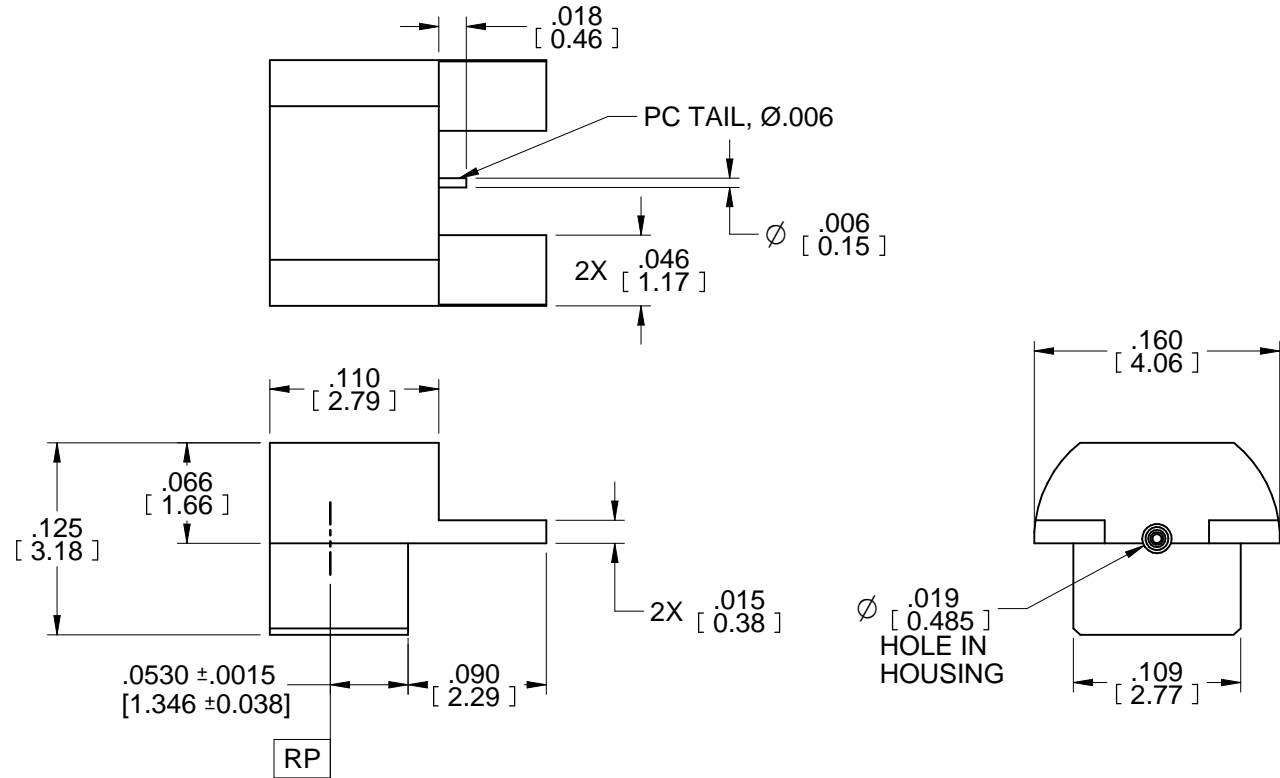 .018
[ 0.46 ]
PC TAIL, Ø.006
Ø .006
[ 0.15 ]
2X .046
[ 1.17 ]
.160
[ 4.06 ]
.110
[ 2.79 ]
.066
[ 1.66 ]
.125
[ 3.18 ]
2X .015
[ 0.38 ]
Ø .019
[ 0.485 ]
HOLE IN
HOUSING
.0530 ±.0015
[1.346 ±0.038]
.090
[ 2.29 ]
.109
[ 2.77 ]
RP